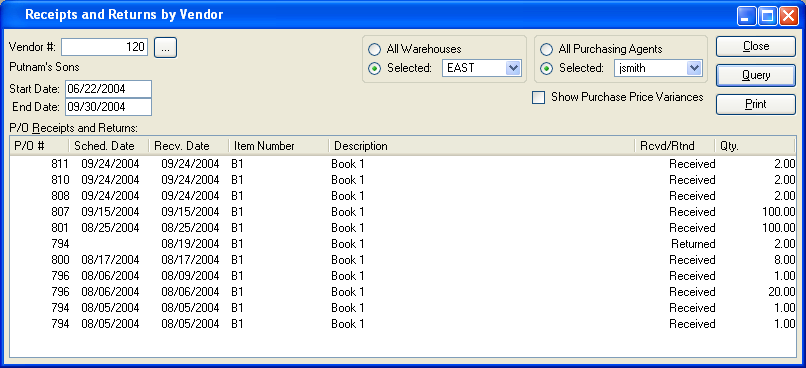 Receipts and Returns by Vendor
Vendor #: 120 ...
Putnam's Sons
Start Date: 06/22/2004
End Date: 09/30/2004
All Warehouses
Selected: EAST
All Purchasing Agents
Selected: jsmith
Show Purchase Price Variances
Close
Query
Print
P/O Receipts and Returns:
P/O # Sched. Date Recv. Date Item Number Description Rcvd/Rtnd Qty.
811 09/24/2004 09/24/2004 B1 Book 1 Received 2.00
810 09/24/2004 09/24/2004 B1 Book 1 Received 2.00
808 09/24/2004 09/24/2004 B1 Book 1 Received 2.00
807 09/15/2004 09/15/2004 B1 Book 1 Received 100.00
801 08/25/2004 08/25/2004 B1 Book 1 Received 100.00
794 08/19/2004 B1 Book 1 Returned 2.00
800 08/17/2004 08/17/2004 B1 Book 1 Received 8.00
796 08/06/2004 08/09/2004 B1 Book 1 Received 1.00
796 08/06/2004 08/06/2004 B1 Book 1 Received 20.00
794 08/05/2004 08/05/2004 B1 Book 1 Received 1.00
794 08/05/2004 08/05/2004 B1 Book 1 Received 1.00